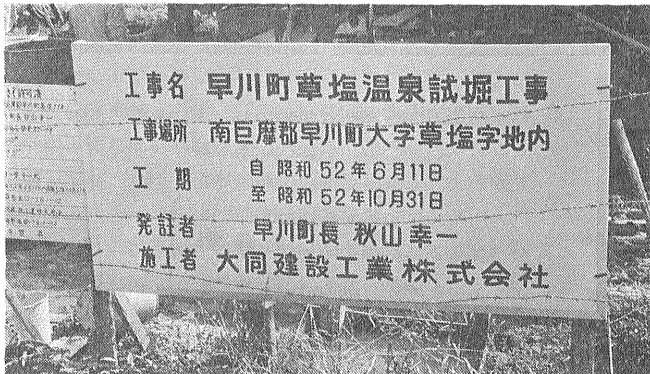 工事名 早川町草塩温泉試堀工事
工事場所 南巨摩郡早川町大字草塩字地内
工期 自 昭和52年6月11日
至 昭和52年10月31日
発註者 早川町長 秋山幸一
施工者 大同建設工業株式会社